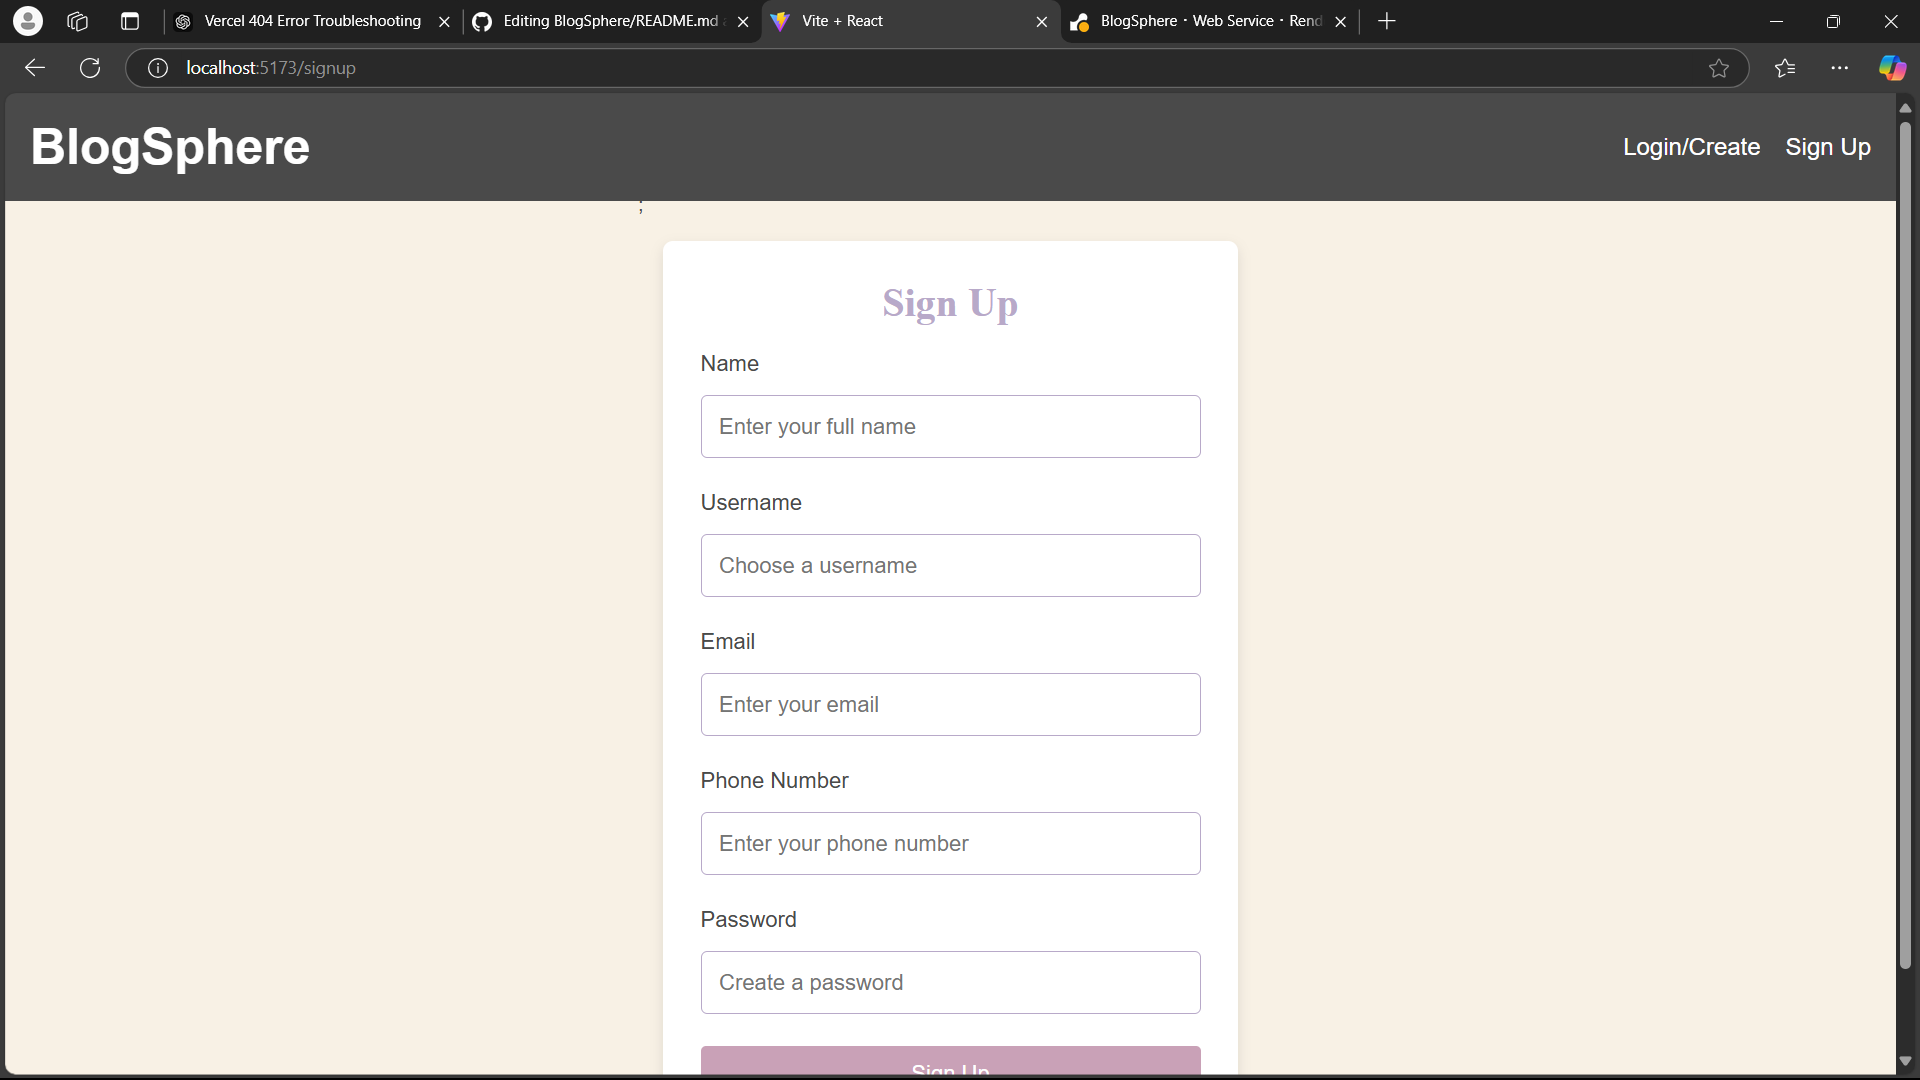 Vercel 404 Error Troubleshooting
Editing BlogSphere/README.md
Vite + React
BlogSphere · Web Service · Rend
localhost:5173/signup
BlogSphere
Login/Create
Sign Up
;
Sign Up
Name
Enter your full name
Username
Choose a username
Email
Enter your email
Phone Number
Enter your phone number
Password
Create a password
Sign Up